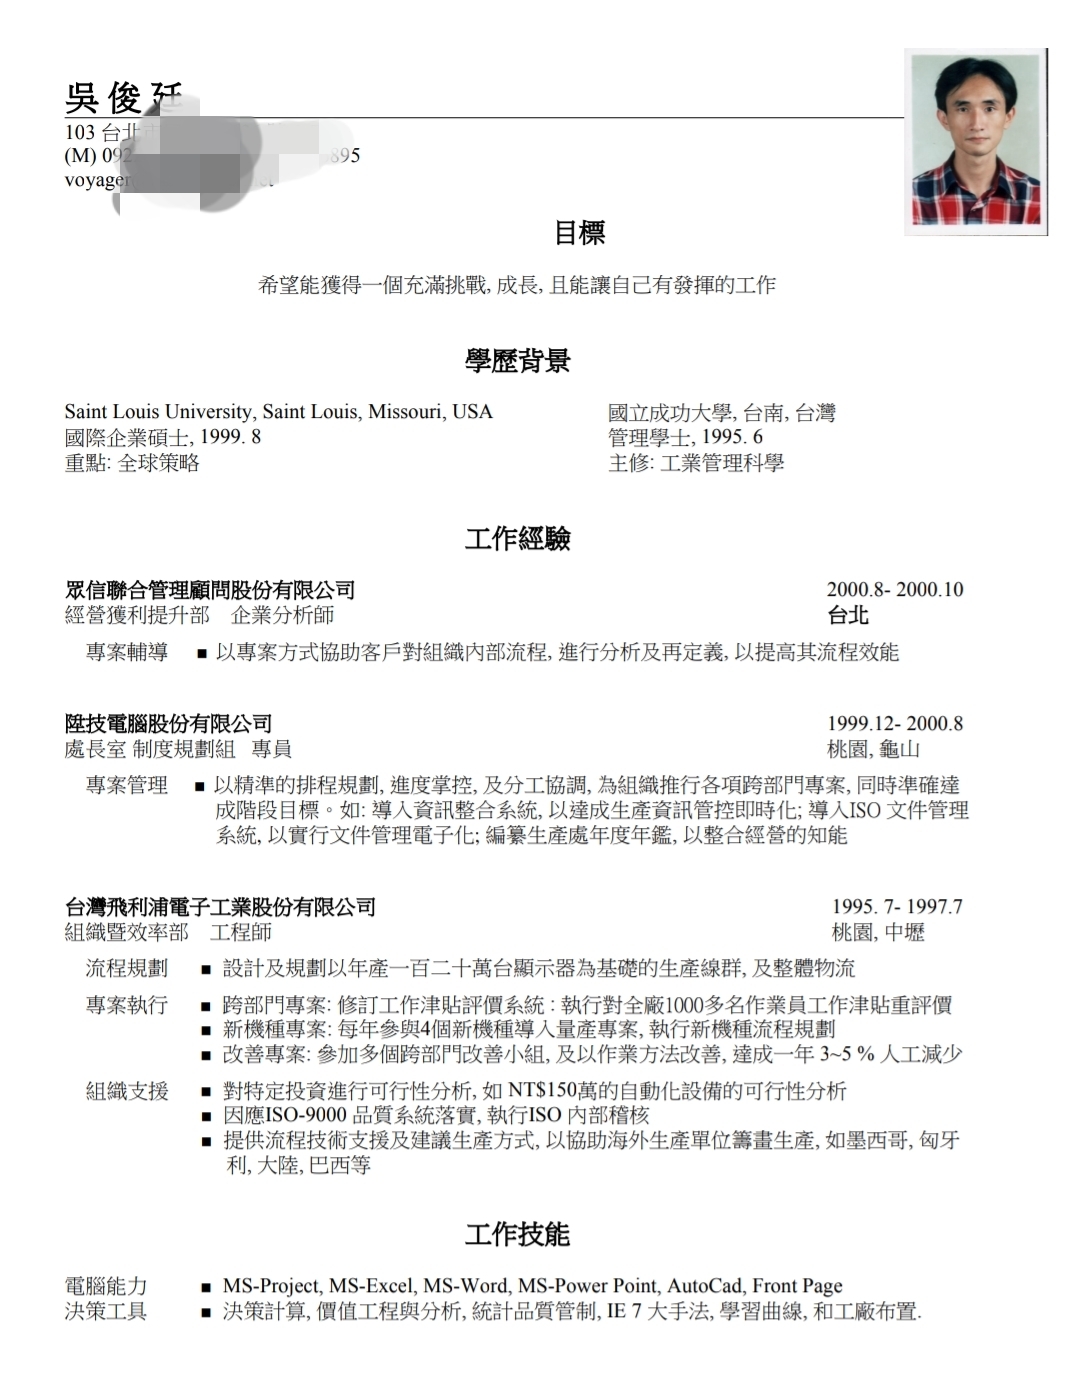 吳俊廷
103 台北
(M) 092 895
voyager
目標
希望能獲得一個充滿挑戰, 成長, 且能讓自己有發揮的工作
學歷背景
Saint Louis University, Saint Louis, Missouri, USA 國立成功大學, 台南, 台灣
國際企業碩士, 1999. 8 管理學士, 1995. 6
重點: 全球策略 主修: 工業管理科學
工作經驗
眾信聯合管理顧問股份有限公司 2000.8- 2000.10
經營獲利提升部 企業分析師 台北
專案輔導 ■ 以專案方式協助客戶對組織內部流程, 進行分析及再定義, 以提高其流程效能
陞技電腦股份有限公司 1999.12- 2000.8
處長室 制度規劃組 專員 桃園, 龜山
專案管理 ■ 以精準的排程規劃, 進度掌控, 及分工協調, 為組織推行各項跨部門專案, 同時準確達
成階段目標。如: 導入資訊整合系統, 以達成生產資訊管控即時化; 導入ISO 文件管理
系統, 以實行文件管理電子化; 編纂生產處年度年鑑, 以整合經營的知能
台灣飛利浦電子工業股份有限公司 1995. 7- 1997.7
組織暨效率部 工程師 桃園, 中壢
流程規劃 ■ 設計及規劃以年產一百二十萬台顯示器為基礎的生產線群, 及整體物流
專案執行 ■ 跨部門專案: 修訂工作津貼評價系統 : 執行對全廠1000多名作業員工作津貼重評價
■ 新機種專案: 每年參與4個新機種導入量產專案, 執行新機種流程規劃
■ 改善專案: 參加多個跨部門改善小組, 及以作業方法改善, 達成一年 3~5 % 人工減少
組織支援 ■ 對特定投資進行可行性分析, 如 NT$150萬的自動化設備的可行性分析
■ 因應ISO-9000 品質系統落實, 執行ISO 內部稽核
■ 提供流程技術支援及建議生產方式, 以協助海外生產單位籌畫生產, 如墨西哥, 匈牙
利, 大陸, 巴西等
工作技能
電腦能力 ■ MS-Project, MS-Excel, MS-Word, MS-Power Point, AutoCad, Front Page
決策工具 ■ 決策計算, 價值工程與分析, 統計品質管制, IE 7 大手法, 學習曲線, 和工廠布置.